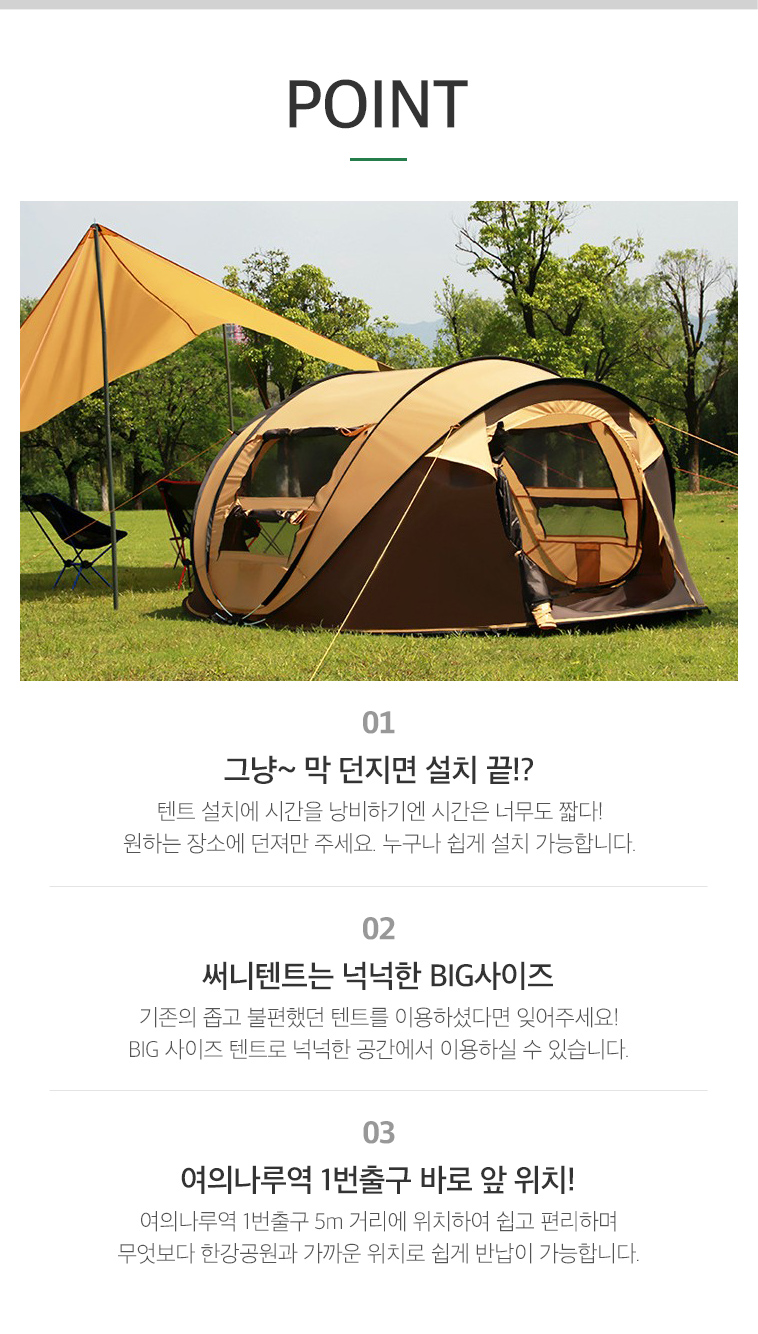 POINT
01
그냥~ 막 던지면 설치 끝!?
텐트 설치에 시간을 낭비하기엔 시간은 너무도 짧다!
원하는 장소에 던져만 주세요. 누구나 쉽게 설치 가능합니다.
02
써니텐트는 넉넉한 BIG사이즈
기존의 좁고 불편했던 텐트를 이용하셨다면 잊어주세요!
BIG 사이즈 텐트로 넉넉한 공간에서 이용하실 수 있습니다.
03
여의나루역 1번출구 바로 앞 위치!
여의나루역 1번출구 5m 거리에 위치하여 쉽고 편리하며
무엇보다 한강공원과 가까운 위치로 쉽게 반납이 가능합니다.